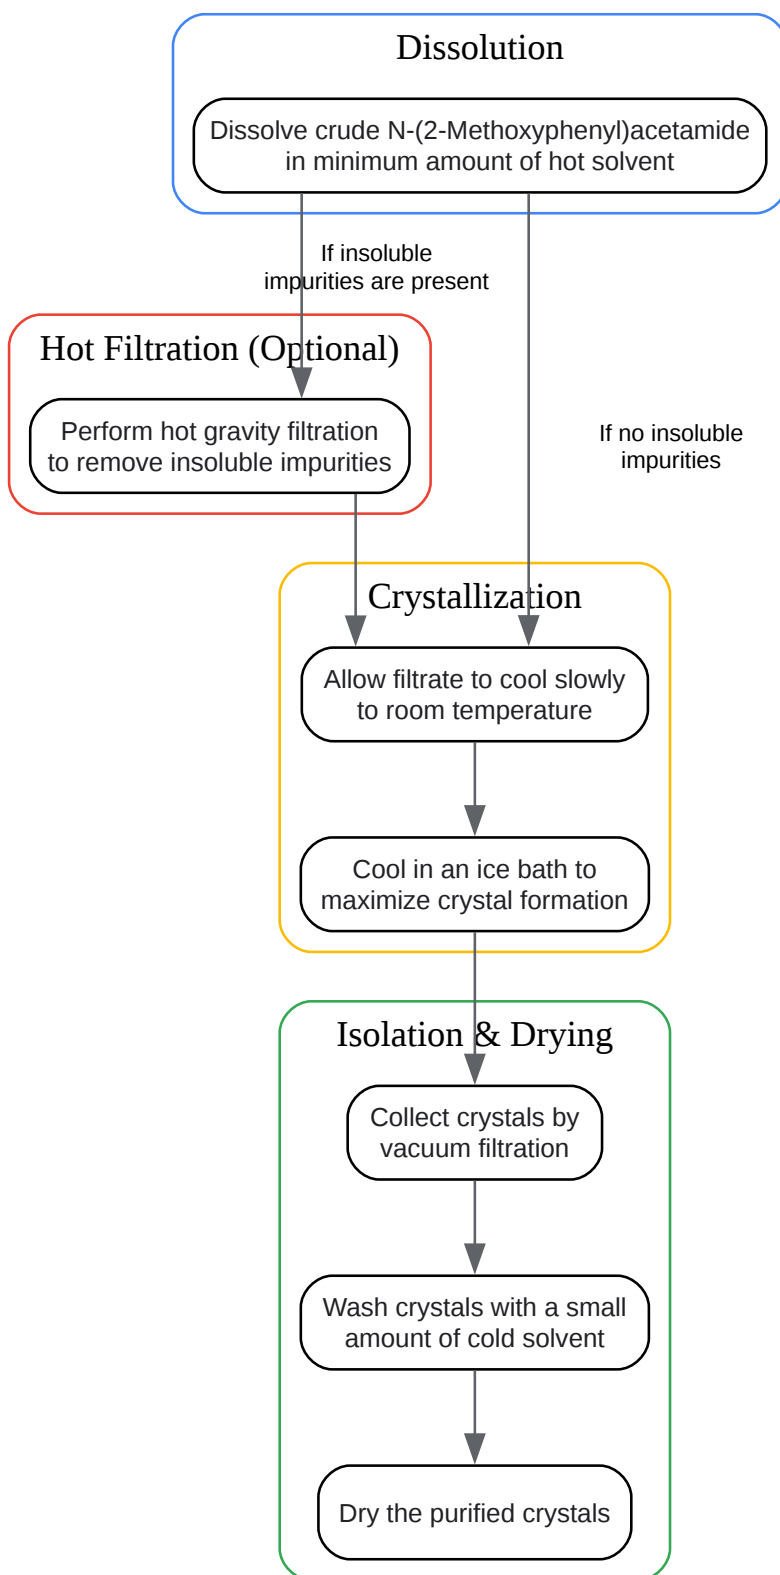 Dissolution
Dissolve crude N-(2-Methoxyphenyl)acetamide
in minimum amount of hot solvent
If insoluble
impurities are present
Hot Filtration (Optional)
Perform hot gravity filtration
to remove insoluble impurities
If no insoluble
impurities
Crystallization
Allow filtrate to cool slowly
to room temperature
Cool in an ice bath to
maximize crystal formation
Isolation & Drying
Collect crystals by
vacuum filtration
Wash crystals with a small
amount of cold solvent
Dry the purified crystals